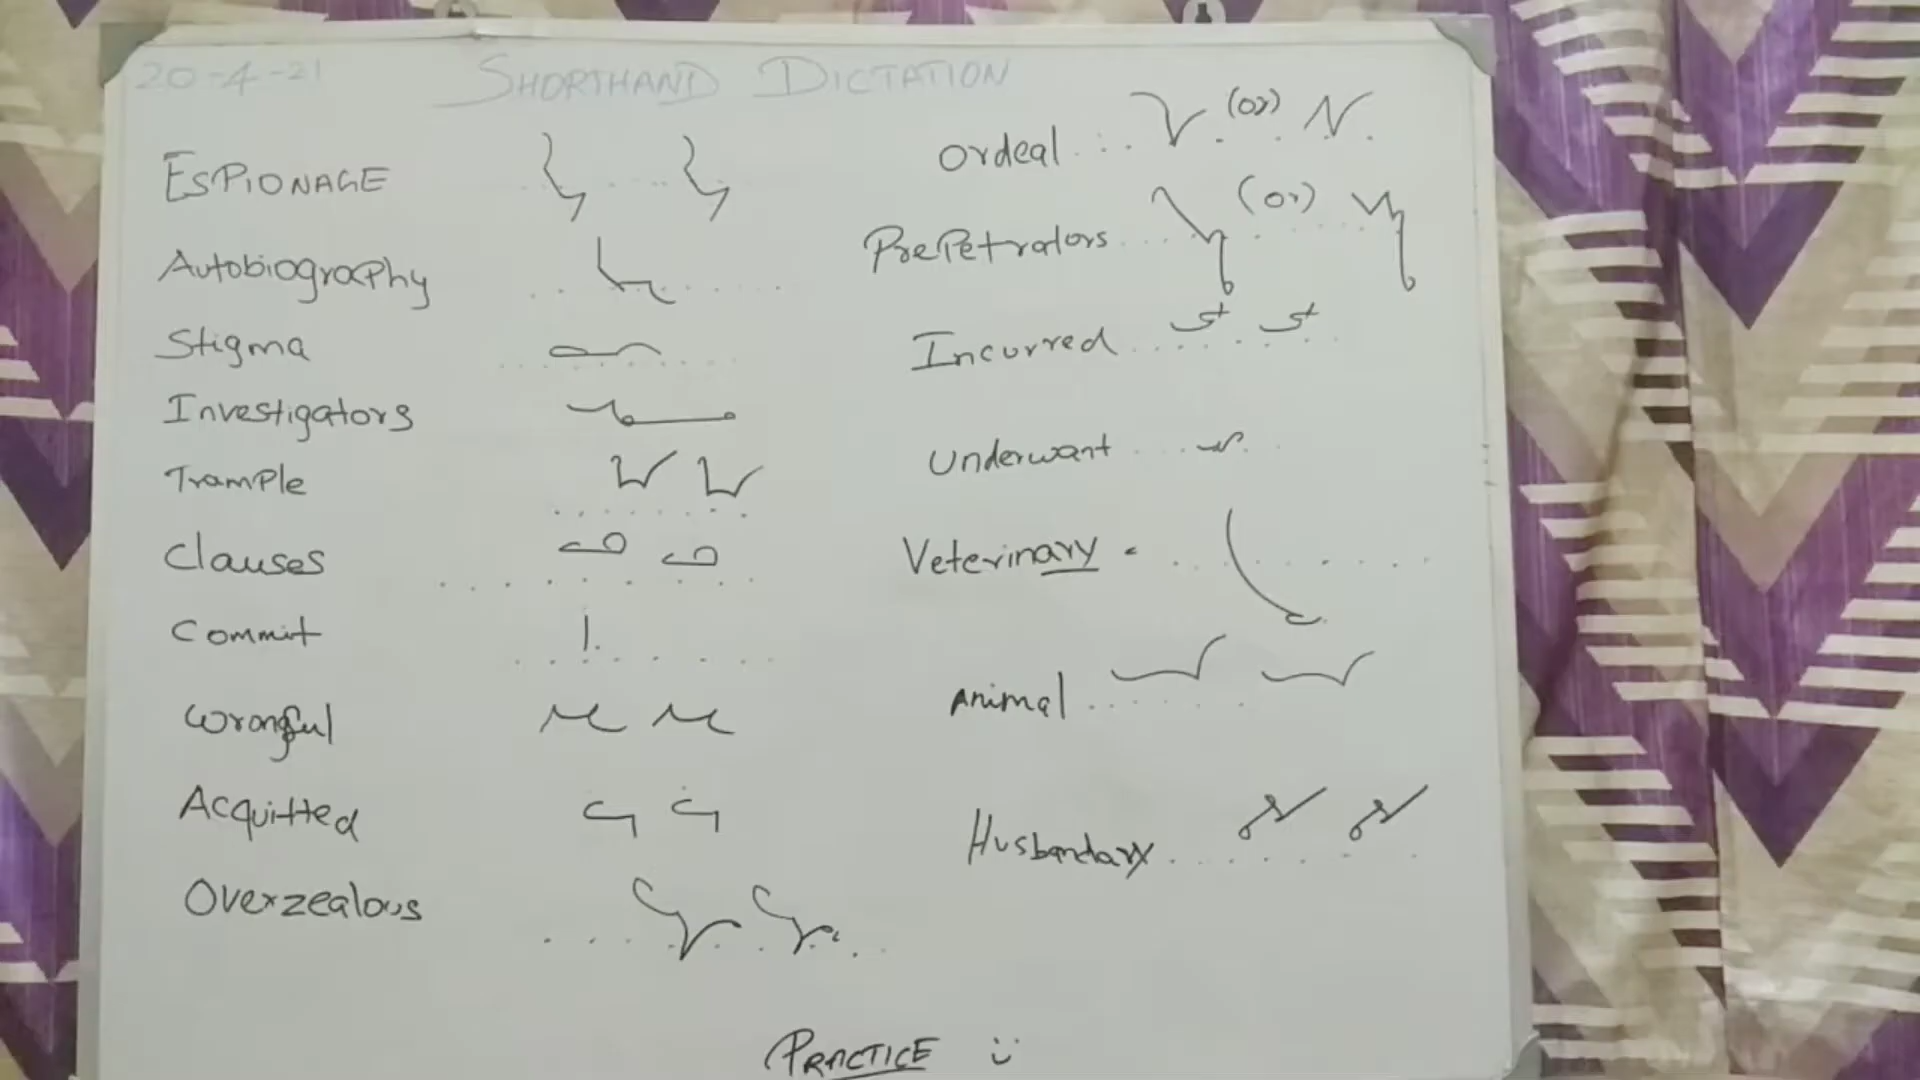 20-4-21
SHORTHAND DICTATION
ESPIONAGE
Autobiography
Stigma
Investigators
Trample
Clauses
Commit
Wrongful
Acquitted
Overzealous
Ordeal (or)
PrePetrators (or)
Incurred
Underwant
Veterinary
Animal
Husbandary
PRACTICE